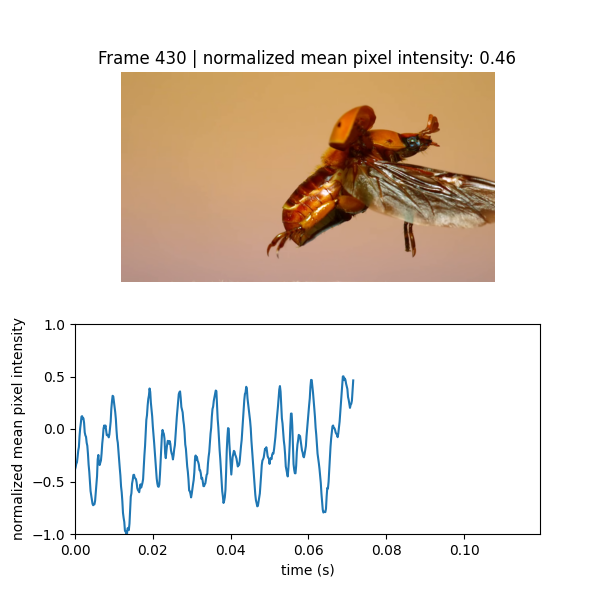 Frame 430 | normalized mean pixel intensity: 0.46
normalized mean pixel intensity
1.0
0.5
0.0
−0.5
−1.0
0.00 0.02 0.04 0.06 0.08 0.10
time (s)